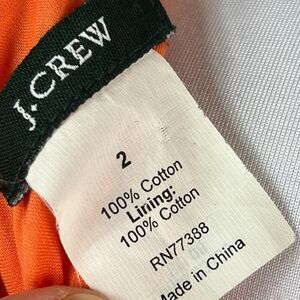 J.CREW
2
100% Cotton
Lining:
100% Cotton
RN77388
Made in China